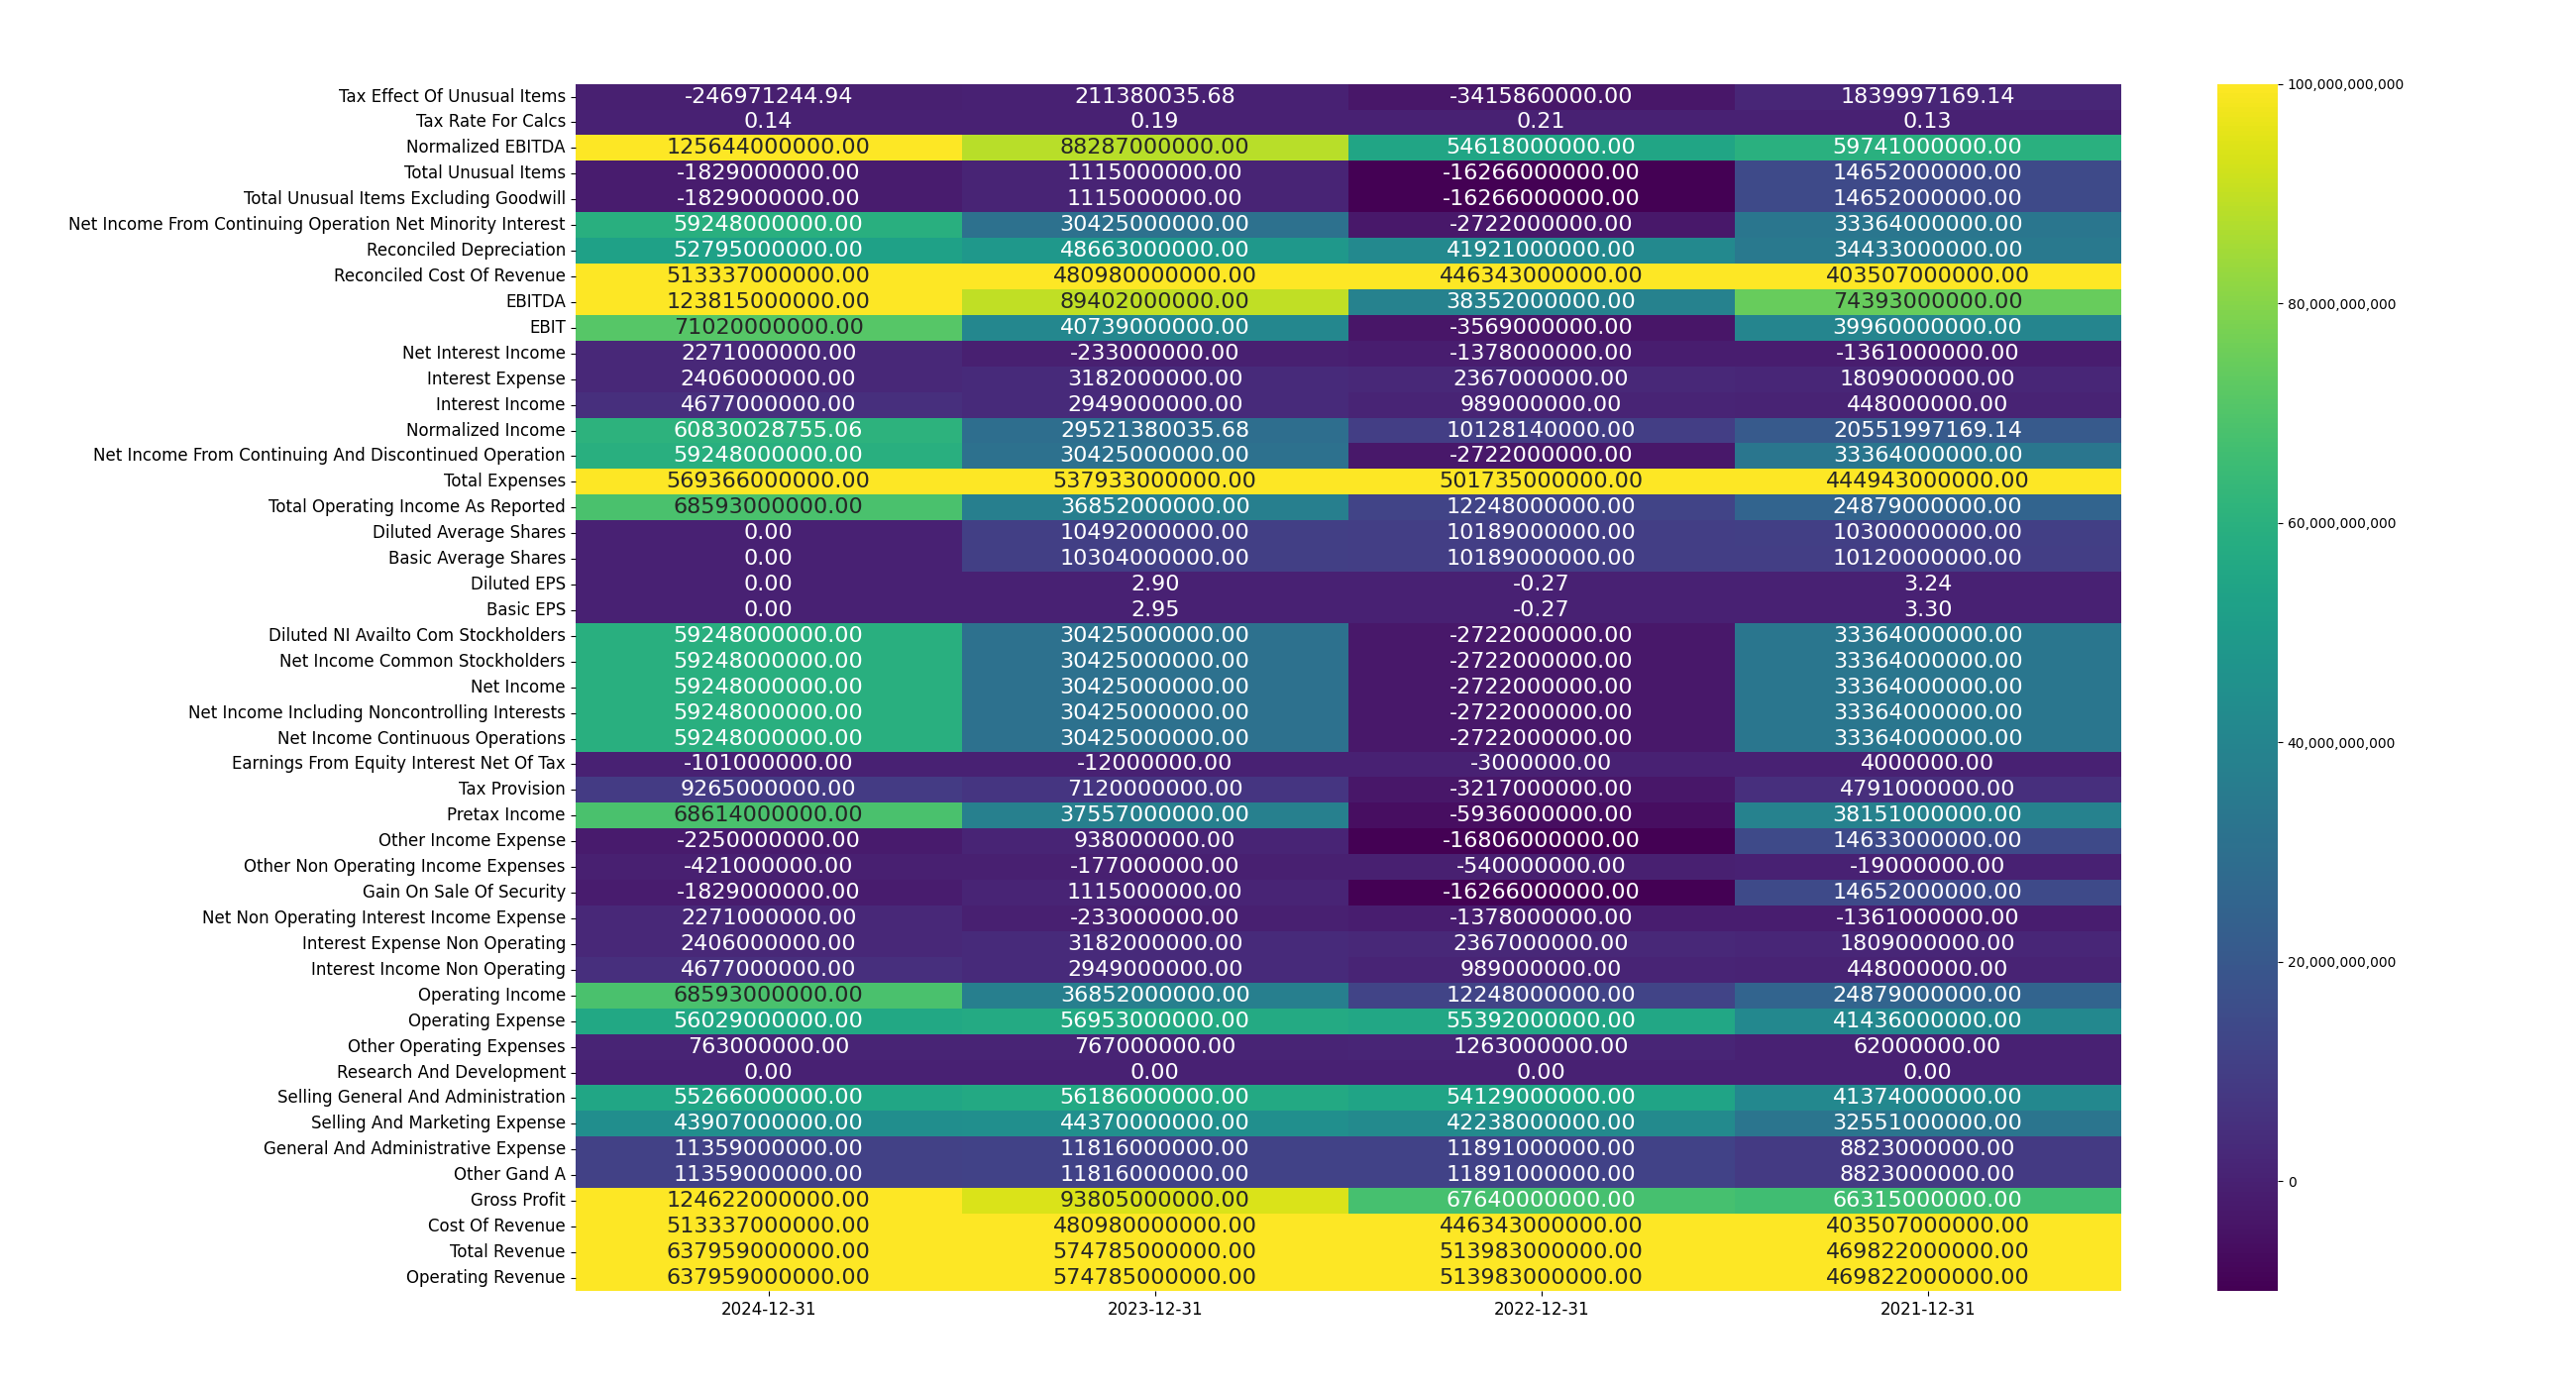 Tax Effect Of Unusual Items -246971244.94 211380035.68 -3415860000.00 1839997169.14 100,000,000,000
Tax Rate For Calcs 0.14 0.19 0.21 0.13
Normalized EBITDA 125644000000.00 88287000000.00 54618000000.00 59741000000.00
Total Unusual Items -1829000000.00 1115000000.00 -16266000000.00 14652000000.00
Total Unusual Items Excluding Goodwill -1829000000.00 1115000000.00 -16266000000.00 14652000000.00
Net Income From Continuing Operation Net Minority Interest 59248000000.00 30425000000.00 -2722000000.00 33364000000.00
Reconciled Depreciation 52795000000.00 48663000000.00 41921000000.00 34433000000.00
Reconciled Cost Of Revenue 513337000000.00 480980000000.00 446343000000.00 403507000000.00
EBITDA 123815000000.00 89402000000.00 38352000000.00 74393000000.00 80,000,000,000
EBIT 71020000000.00 40739000000.00 -3569000000.00 39960000000.00
Net Interest Income 2271000000.00 -233000000.00 -1378000000.00 -1361000000.00
Interest Expense 2406000000.00 3182000000.00 2367000000.00 1809000000.00
Interest Income 4677000000.00 2949000000.00 989000000.00 448000000.00
Normalized Income 60830028755.06 29521380035.68 10128140000.00 20551997169.14
Net Income From Continuing And Discontinued Operation 59248000000.00 30425000000.00 -2722000000.00 33364000000.00
Total Expenses 569366000000.00 537933000000.00 501735000000.00 444943000000.00
Total Operating Income As Reported 68593000000.00 36852000000.00 12248000000.00 24879000000.00 60,000,000,000
Diluted Average Shares 0.00 10492000000.00 10189000000.00 10300000000.00
Basic Average Shares 0.00 10304000000.00 10189000000.00 10120000000.00
Diluted EPS 0.00 2.90 -0.27 3.24
Basic EPS 0.00 2.95 -0.27 3.30
Diluted NI Availto Com Stockholders 59248000000.00 30425000000.00 -2722000000.00 33364000000.00
Net Income Common Stockholders 59248000000.00 30425000000.00 -2722000000.00 33364000000.00
Net Income 59248000000.00 30425000000.00 -2722000000.00 33364000000.00
Net Income Including Noncontrolling Interests 59248000000.00 30425000000.00 -2722000000.00 33364000000.00
Net Income Continuous Operations 59248000000.00 30425000000.00 -2722000000.00 33364000000.00 40,000,000,000
Earnings From Equity Interest Net Of Tax -101000000.00 -12000000.00 -3000000.00 4000000.00
Tax Provision 9265000000.00 7120000000.00 -3217000000.00 4791000000.00
Pretax Income 68614000000.00 37557000000.00 -5936000000.00 38151000000.00
Other Income Expense -2250000000.00 938000000.00 -16806000000.00 14633000000.00
Other Non Operating Income Expenses -421000000.00 -177000000.00 -540000000.00 -19000000.00
Gain On Sale Of Security -1829000000.00 1115000000.00 -16266000000.00 14652000000.00
Net Non Operating Interest Income Expense 2271000000.00 -233000000.00 -1378000000.00 -1361000000.00
Interest Expense Non Operating 2406000000.00 3182000000.00 2367000000.00 1809000000.00
Interest Income Non Operating 4677000000.00 2949000000.00 989000000.00 448000000.00 20,000,000,000
Operating Income 68593000000.00 36852000000.00 12248000000.00 24879000000.00
Operating Expense 56029000000.00 56953000000.00 55392000000.00 41436000000.00
Other Operating Expenses 763000000.00 767000000.00 1263000000.00 62000000.00
Research And Development 0.00 0.00 0.00 0.00
Selling General And Administration 55266000000.00 56186000000.00 54129000000.00 41374000000.00
Selling And Marketing Expense 43907000000.00 44370000000.00 42238000000.00 32551000000.00
General And Administrative Expense 11359000000.00 11816000000.00 11891000000.00 8823000000.00
Other Gand A 11359000000.00 11816000000.00 11891000000.00 8823000000.00 0
Gross Profit 124622000000.00 93805000000.00 67640000000.00 66315000000.00
Cost Of Revenue 513337000000.00 480980000000.00 446343000000.00 403507000000.00
Total Revenue 637959000000.00 574785000000.00 513983000000.00 469822000000.00
Operating Revenue 637959000000.00 574785000000.00 513983000000.00 469822000000.00
2024-12-31 2023-12-31 2022-12-31 2021-12-31